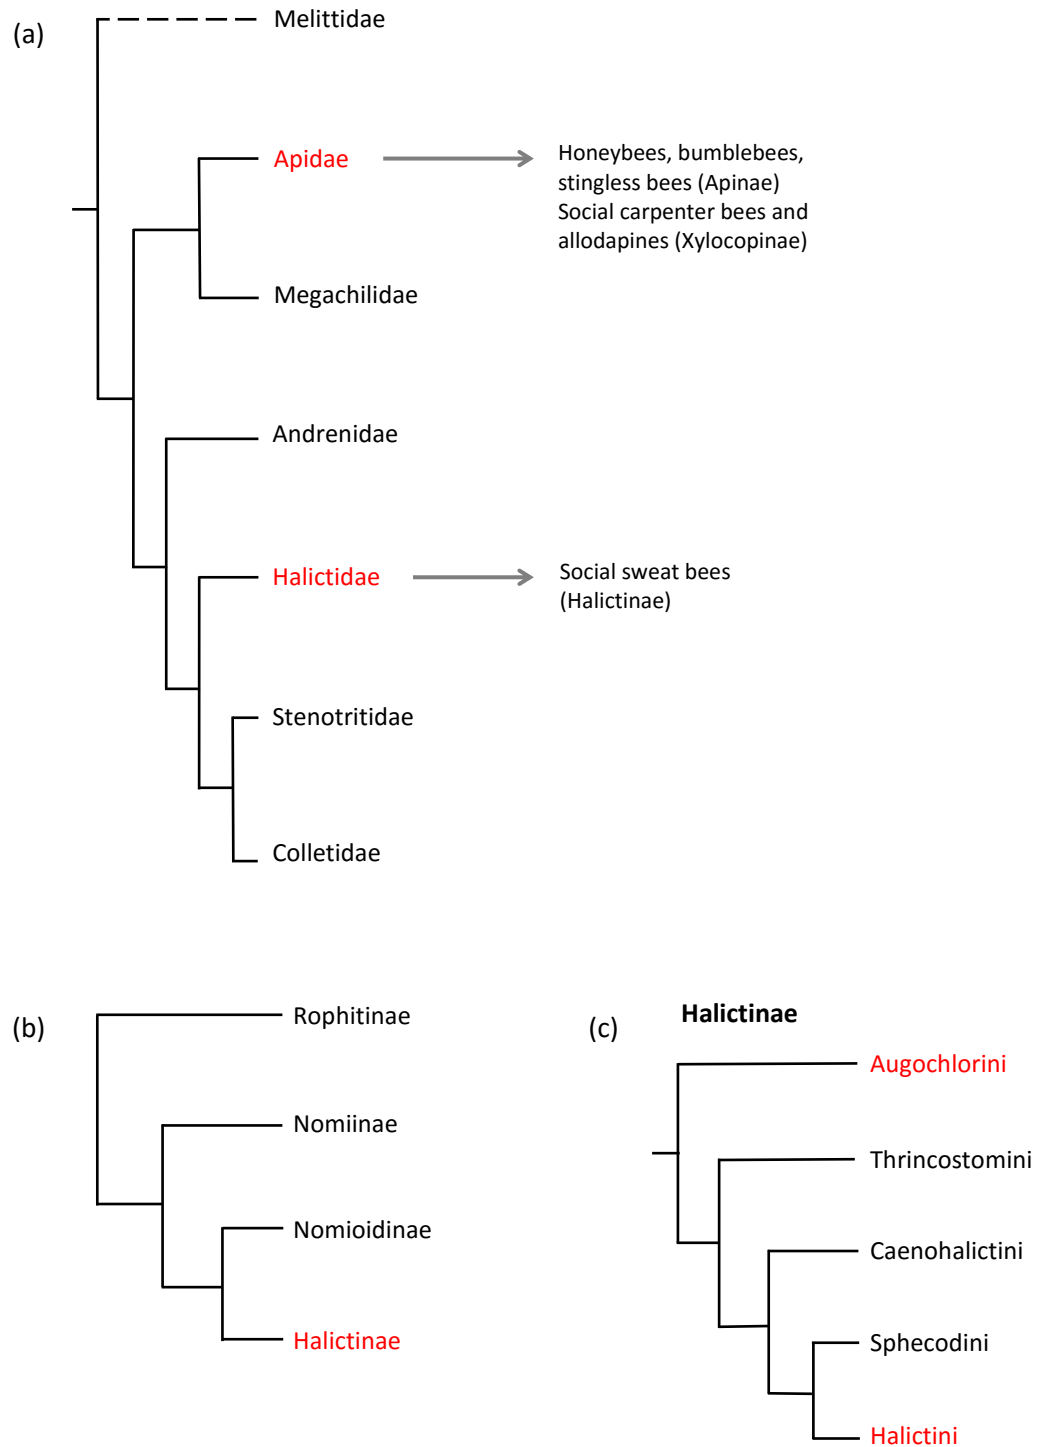 (a)
Melittidae
Apidae
Honeybees, bumblebees,
stingless bees (Apinae)
Social carpenter bees and
allodapines (Xylocopinae)
Megachilidae
Andrenidae
Halictidae
Social sweat bees
(Halictinae)
Stenotritidae
Colletidae
(b)
Rophitinae
Nomiinae
Nomioidinae
Halictinae
(c)
Halictinae
Augochlorini
Thrincostomini
Caenohalictini
Sphecodini
Halictini